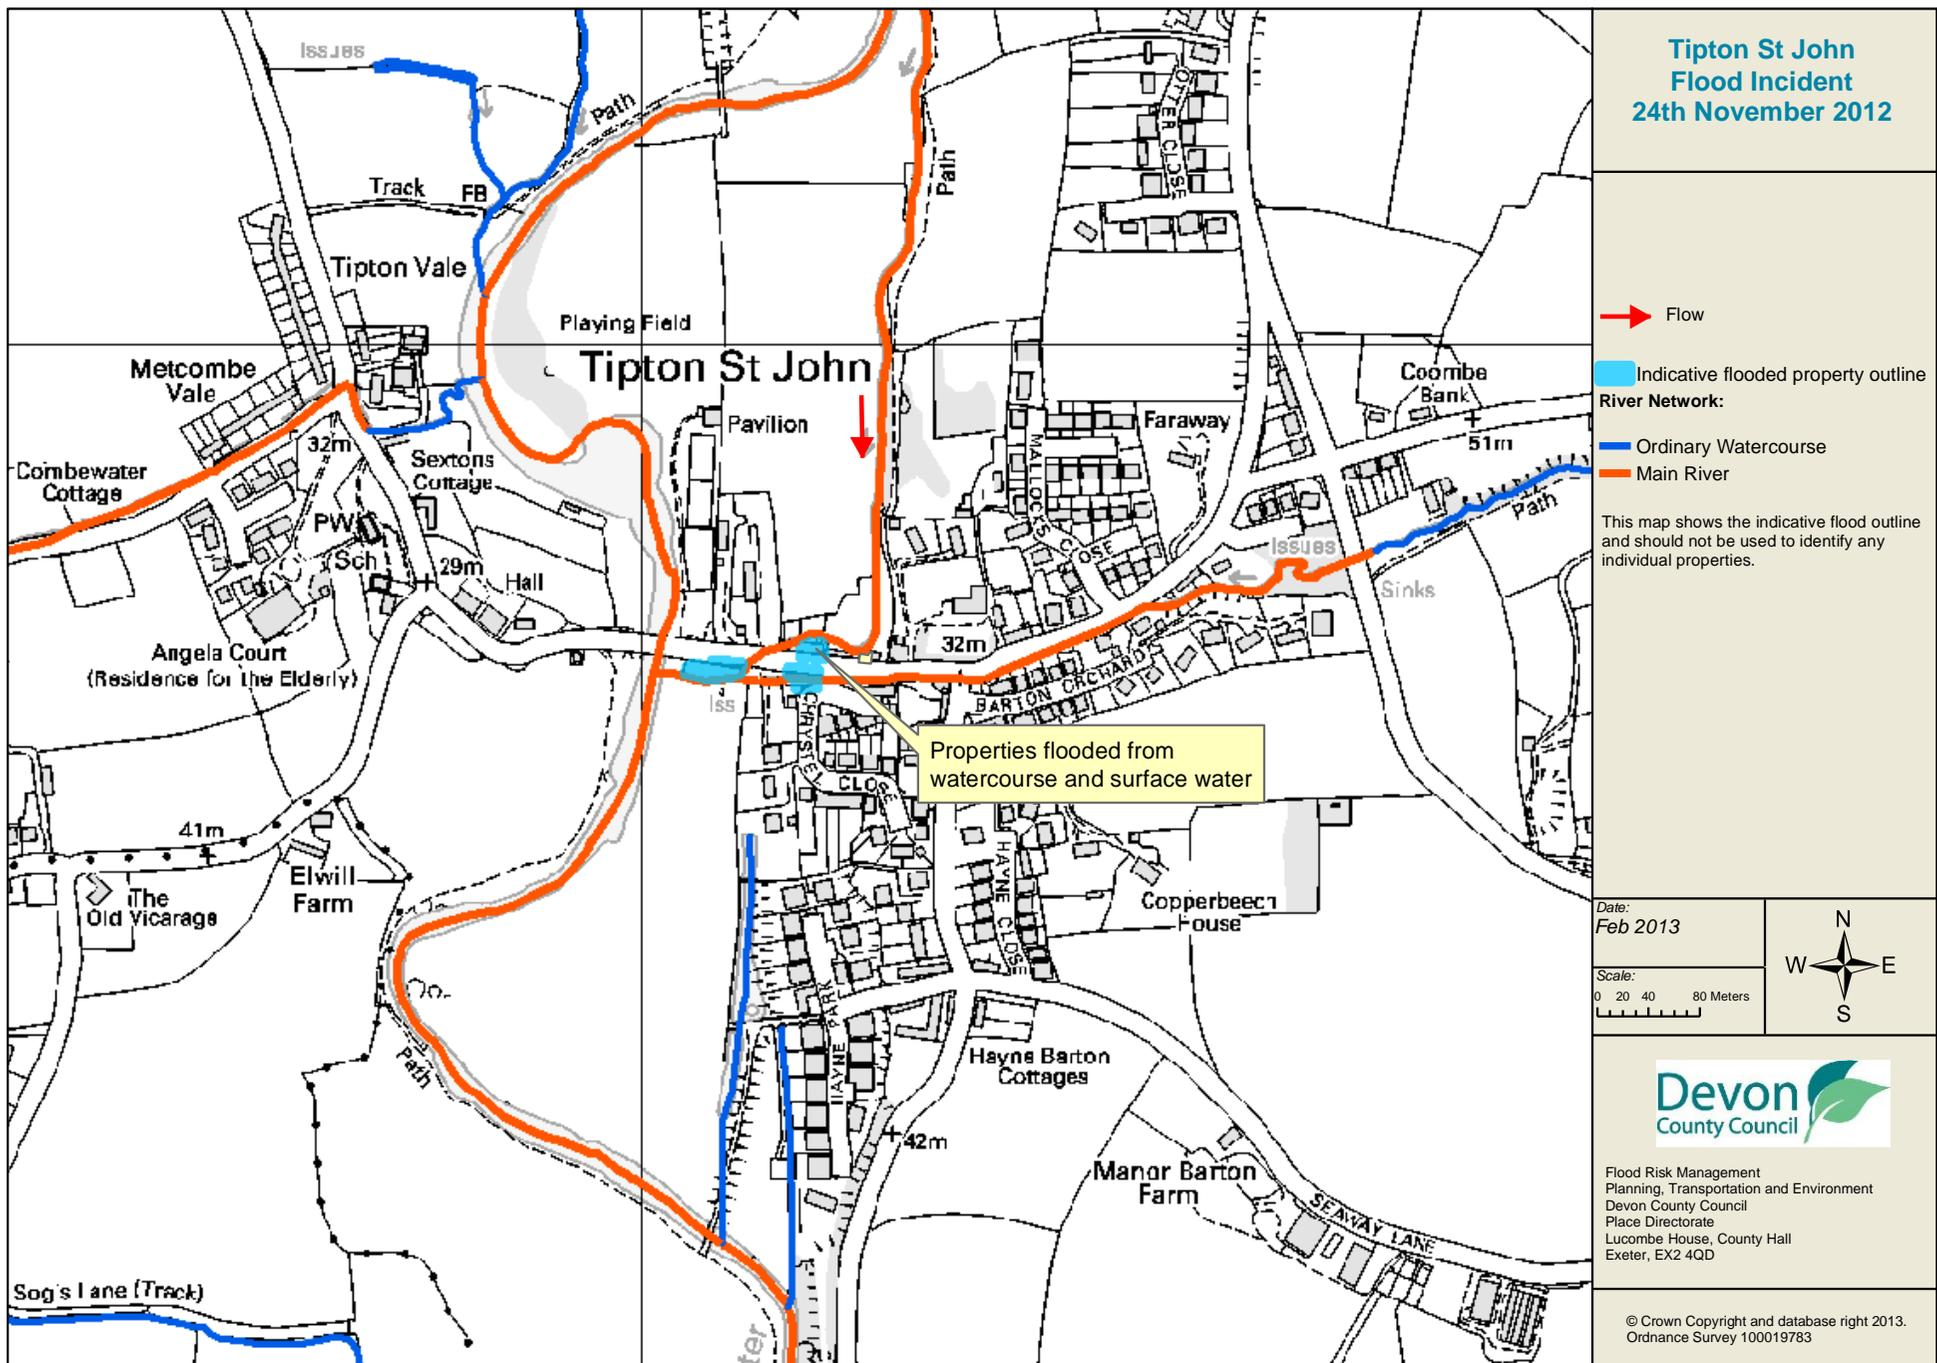 Tipton St John
Flood Incident
24th November 2012
Flow
Indicative flooded property outline
River Network:
Ordinary Watercourse
Main River
This map shows the indicative flood outline
and should not be used to identify any
individual properties.
Date:
Feb 2013
Scale:
0 20 40 80 Meters
N
W E
S
Devon
County Council
Flood Risk Management
Planning, Transportation and Environment
Devon County Council
Place Directorate
Lucombe House, County Hall
Exeter, EX2 4QD
© Crown Copyright and database right 2013.
Ordnance Survey 100019783
Issues
Path
Path
Track
FB
Tipton Vale
Playing Field
Tipton St John
Metcombe
Vale
Pavilion
Faraway
Coombe
Bank
51m
32m
Combewater
Cottage
Sextons
Cottage
MALLOCKS CLOSE
OTTER CLOSE
Path
PW
Sch
29m
Hall
Issues
Sinks
Angela Court
(Residence for the Elderly)
32m
BARTON ORCHARD
Iss
Properties flooded from
watercourse and surface water
CHRYSTEL CLOSE
41m
Elwill
Farm
The
Old Vicarage
HAYNE CLOSE
Copperbeech
House
Path
HAYNE PARK
Hayne Barton
Cottages
42m
Manor Barton
Farm
SEAWAY LANE
Sog's Lane (Track)